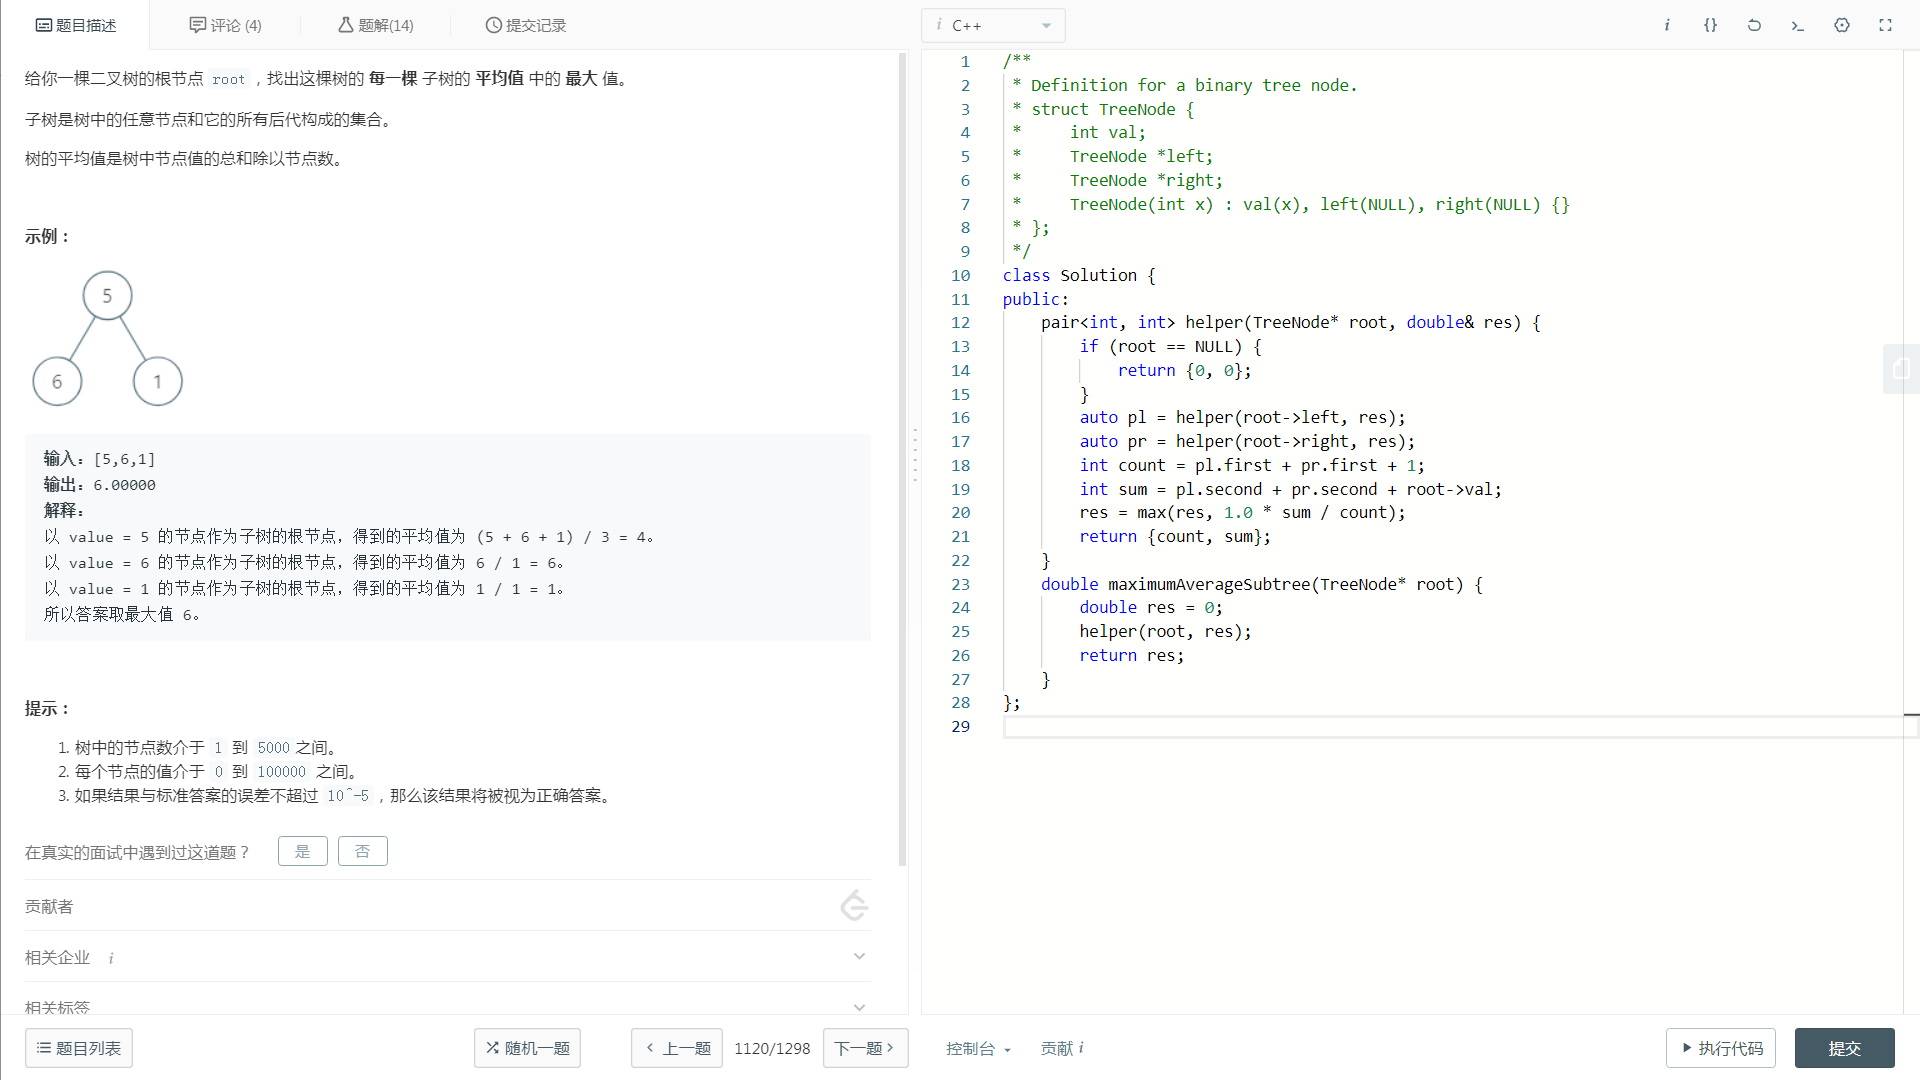 题目描述
评论 (4)
题解(14)
提交记录
给你一棵二叉树的根节点 root ，找出这棵树的 每一棵 子树的 平均值 中的 最大 值。
子树是树中的任意节点和它的所有后代构成的集合。
树的平均值是树中节点值的总和除以节点数。
示例：
5
6 1
输入：[5,6,1]
输出：6.00000
解释：
以 value = 5 的节点作为子树的根节点，得到的平均值为 (5 + 6 + 1) / 3 = 4。
以 value = 6 的节点作为子树的根节点，得到的平均值为 6 / 1 = 6。
以 value = 1 的节点作为子树的根节点，得到的平均值为 1 / 1 = 1。
所以答案取最大值 6。
提示：
1. 树中的节点数介于 1 到 5000 之间。
2. 每个节点的值介于 0 到 100000 之间。
3. 如果结果与标准答案的误差不超过 10^-5 ，那么该结果将被视为正确答案。
在真实的面试中遇到过这道题？ 是 否
贡献者
相关企业 i
相关标签
题目列表
随机一题
上一题
1120/1298
下一题
i C++
i {} >_
1 /**
2  * Definition for a binary tree node.
3  * struct TreeNode {
4  *     int val;
5  *     TreeNode *left;
6  *     TreeNode *right;
7  *     TreeNode(int x) : val(x), left(NULL), right(NULL) {}
8  * };
9  */
10 class Solution {
11 public:
12     pair<int, int> helper(TreeNode* root, double& res) {
13         if (root == NULL) {
14             return {0, 0};
15         }
16         auto pl = helper(root->left, res);
17         auto pr = helper(root->right, res);
18         int count = pl.first + pr.first + 1;
19         int sum = pl.second + pr.second + root->val;
20         res = max(res, 1.0 * sum / count);
21         return {count, sum};
22     }
23     double maximumAverageSubtree(TreeNode* root) {
24         double res = 0;
25         helper(root, res);
26         return res;
27     }
28 };
29
控制台
贡献 i
执行代码
提交